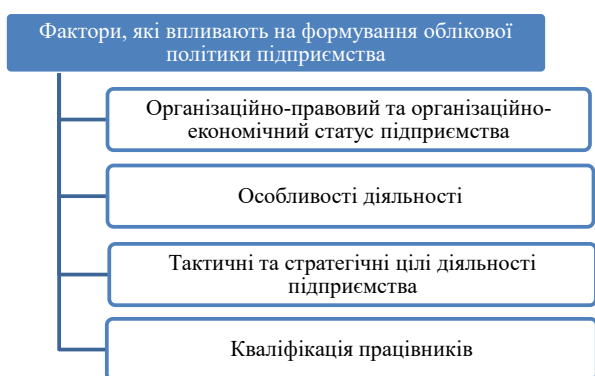 Фактори, які впливають на формування облікової
політики підприємства
Організаційно-правовий та організаційно-
економічний статус підприємства
Особливості діяльності
Тактичні та стратегічні цілі діяльності
підприємства
Кваліфікація працівників